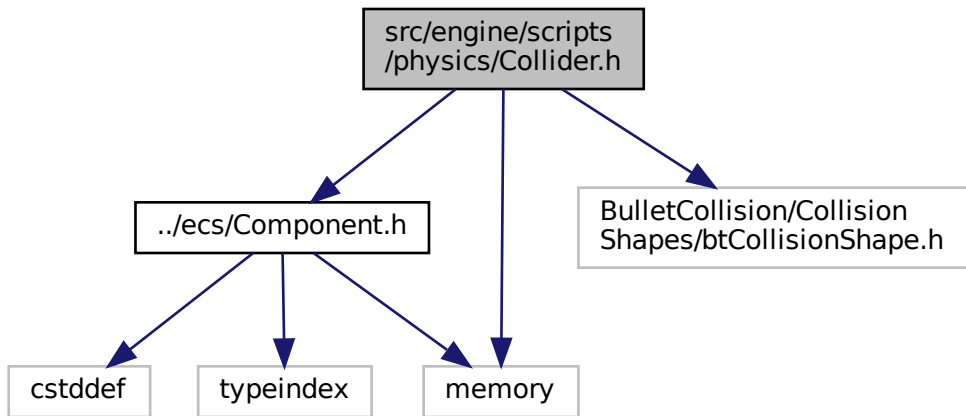 src/engine/scripts
/physics/Collider.h
../ecs/Component.h
BulletCollision/Collision
Shapes/btCollisionShape.h
cstddef
typeindex
memory